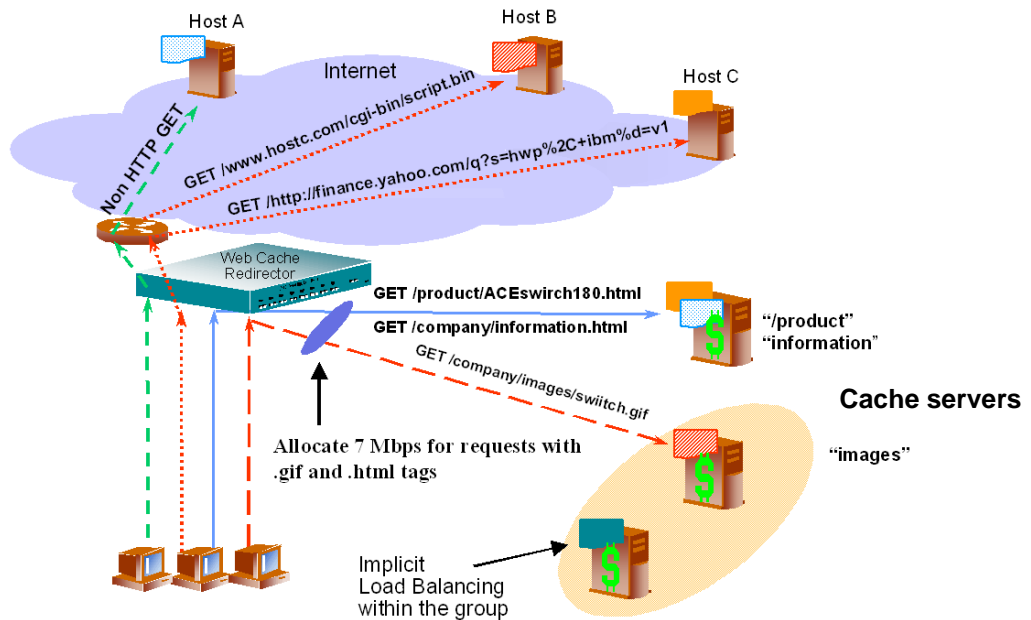 Host A
Host B
Internet
Host C
Non HTTP GET
GET /www.hostc.com/cgi-bin/script.bin
GET /http://finance.yahoo.com/q?s=hwp%2C+ibm%d=v1
Web Cache
Redirector
GET /product/ACEswirch180.html
GET /company/information.html
"/product"
"information"
GET /company/images/swiitch.gif
Cache servers
Allocate 7 Mbps for requests with
.gif and .html tags
"images"
Implicit
Load Balancing
within the group
$
$
$